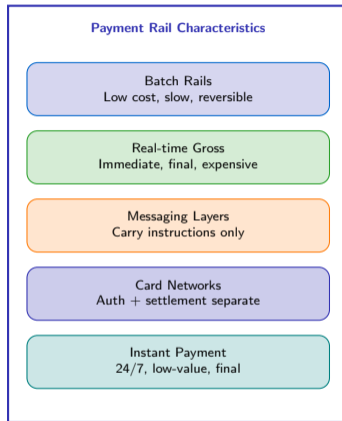 Payment Rail Characteristics
Batch Rails
Low cost, slow, reversible
Real-time Gross
Immediate, final, expensive
Messaging Layers
Carry instructions only
Card Networks
Auth + settlement separate
Instant Payment
24/7, low-value, final